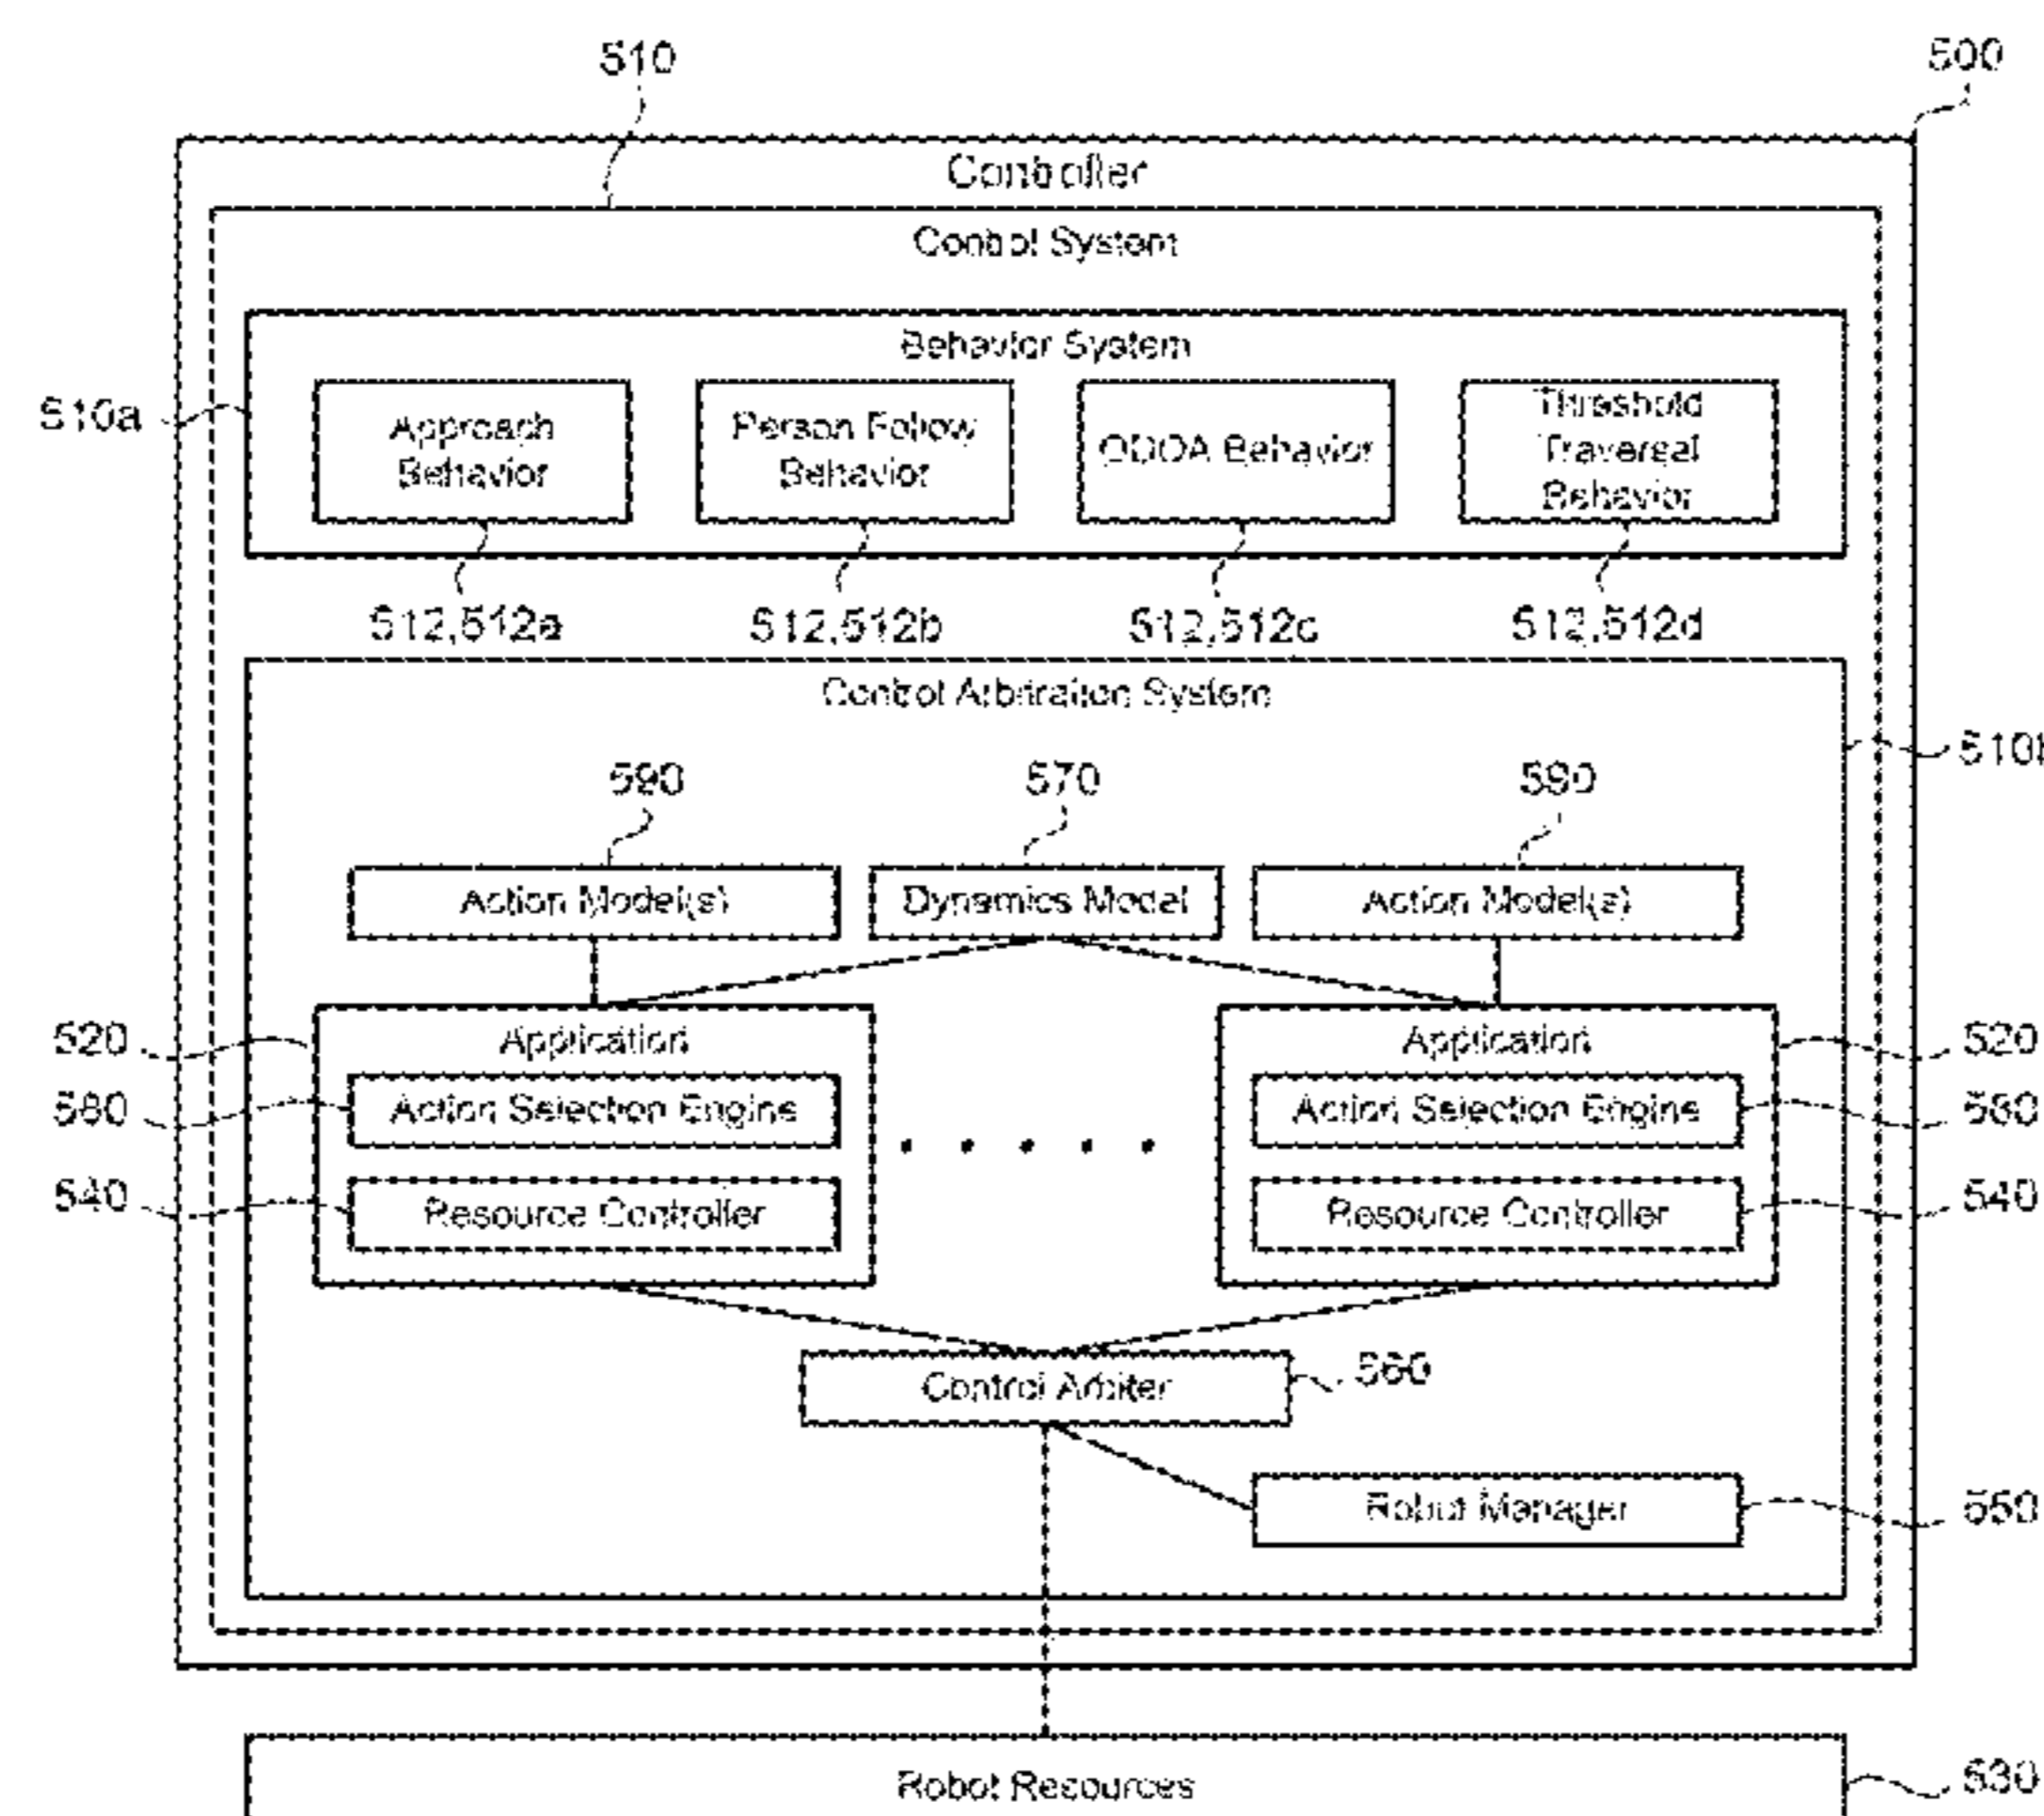 510
500
Controller
Control System
Behavior System
510a
Approach
Behavior
Person Follow
Behavior
ODOA Behavior
Threshold
Traversal
Behavior
512,512a
512,512b
512,512c
512,512d
Control Arbitration System
510b
590
570
590
Action Model(s)
Dynamics Model
Action Model(s)
520
Application
Application
520
580
Action Selection Engine
Action Selection Engine
580
540
Resource Controller
Resource Controller
540
. . . . .
Control Arbiter
560
Robot Manager
550
Robot Resources
530